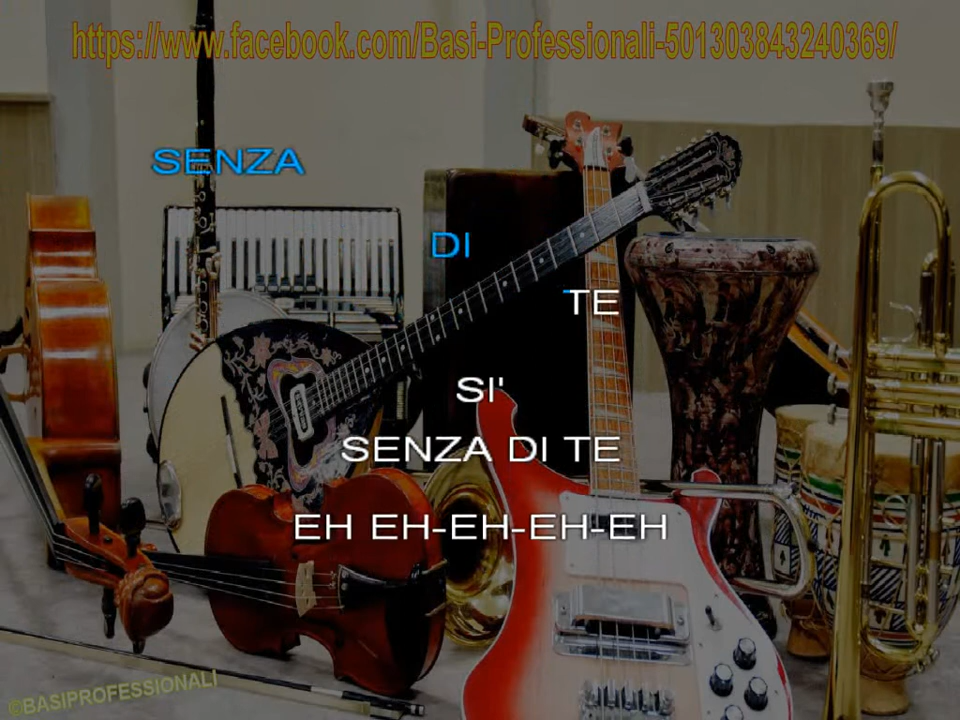 https://www.facebook.com/Basi-Professionali-501303843240369/
SENZA
DI
TE
SI'
SENZA DI TE
EH EH-EH-EH-EH
©BASIPROFESSIONALI